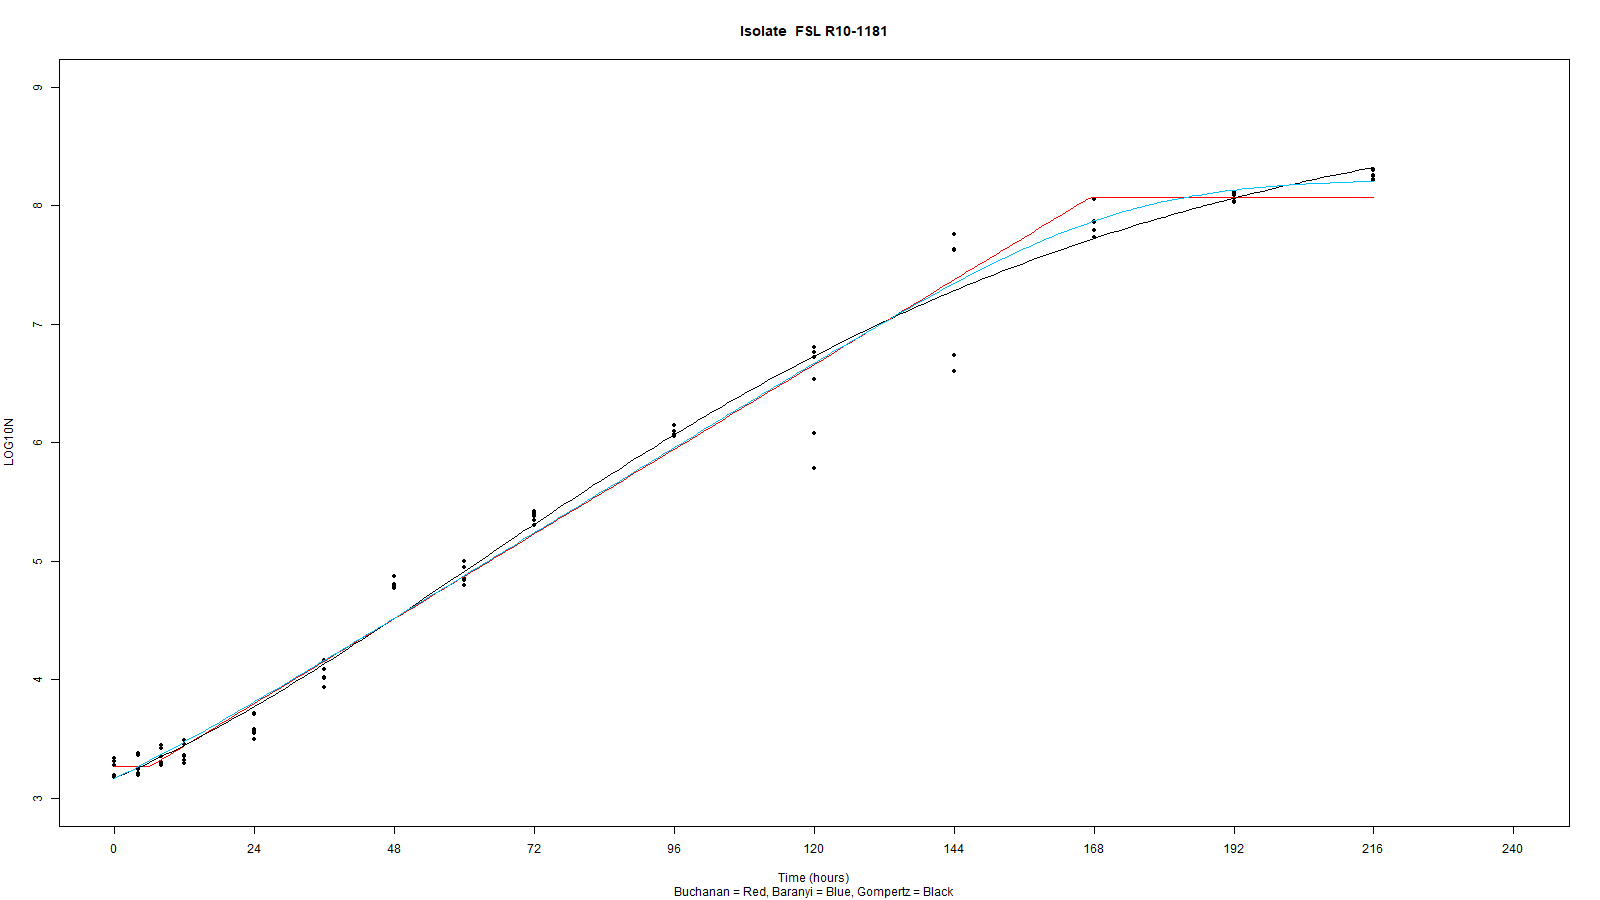 Isolate  FSL R10-1181
LOG10N
9
8
7
6
5
4
3
0 24 48 72 96 120 144 168 192 216 240
Time (hours)
Buchanan = Red, Baranyi = Blue, Gompertz = Black